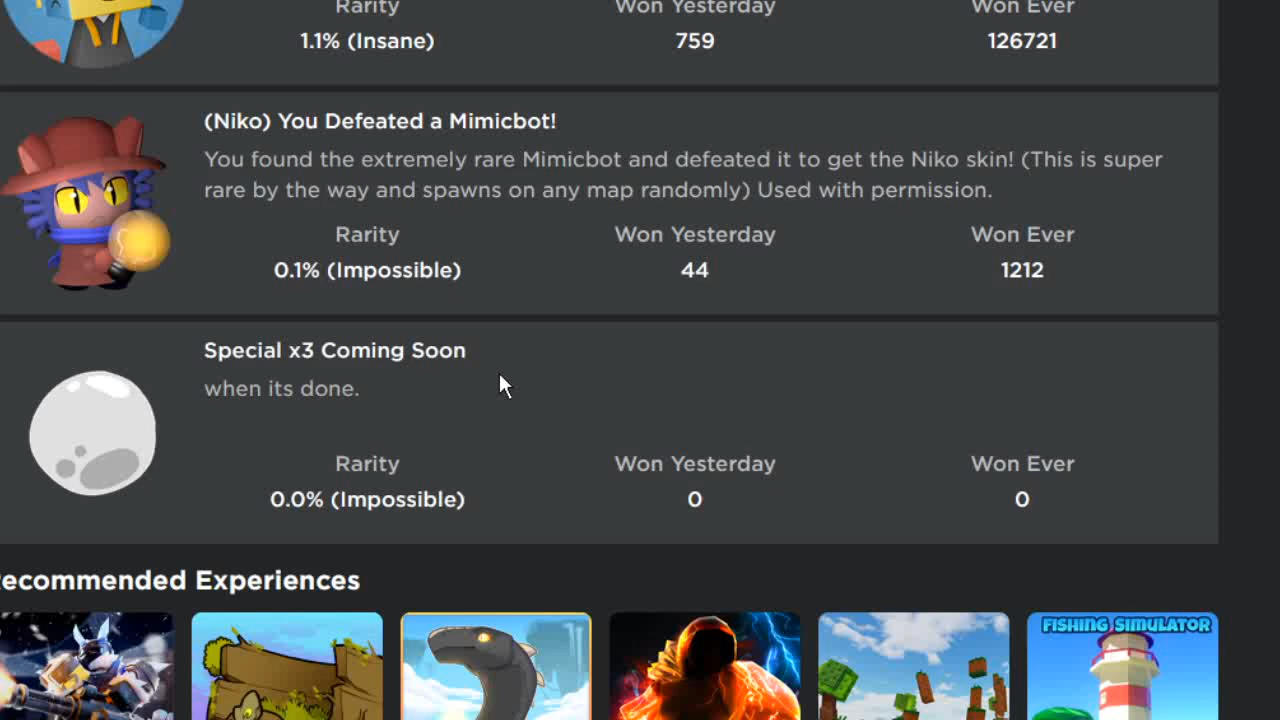 Rarity Won Yesterday Won Ever
1.1% (Insane) 759 126721
(Niko) You Defeated a Mimicbot!
You found the extremely rare Mimicbot and defeated it to get the Niko skin! (This is super
rare by the way and spawns on any map randomly) Used with permission.
Rarity Won Yesterday Won Ever
0.1% (Impossible) 44 1212
Special x3 Coming Soon
when its done.
Rarity Won Yesterday Won Ever
0.0% (Impossible) 0 0
ecommended Experiences
FISHING SIMULATOR